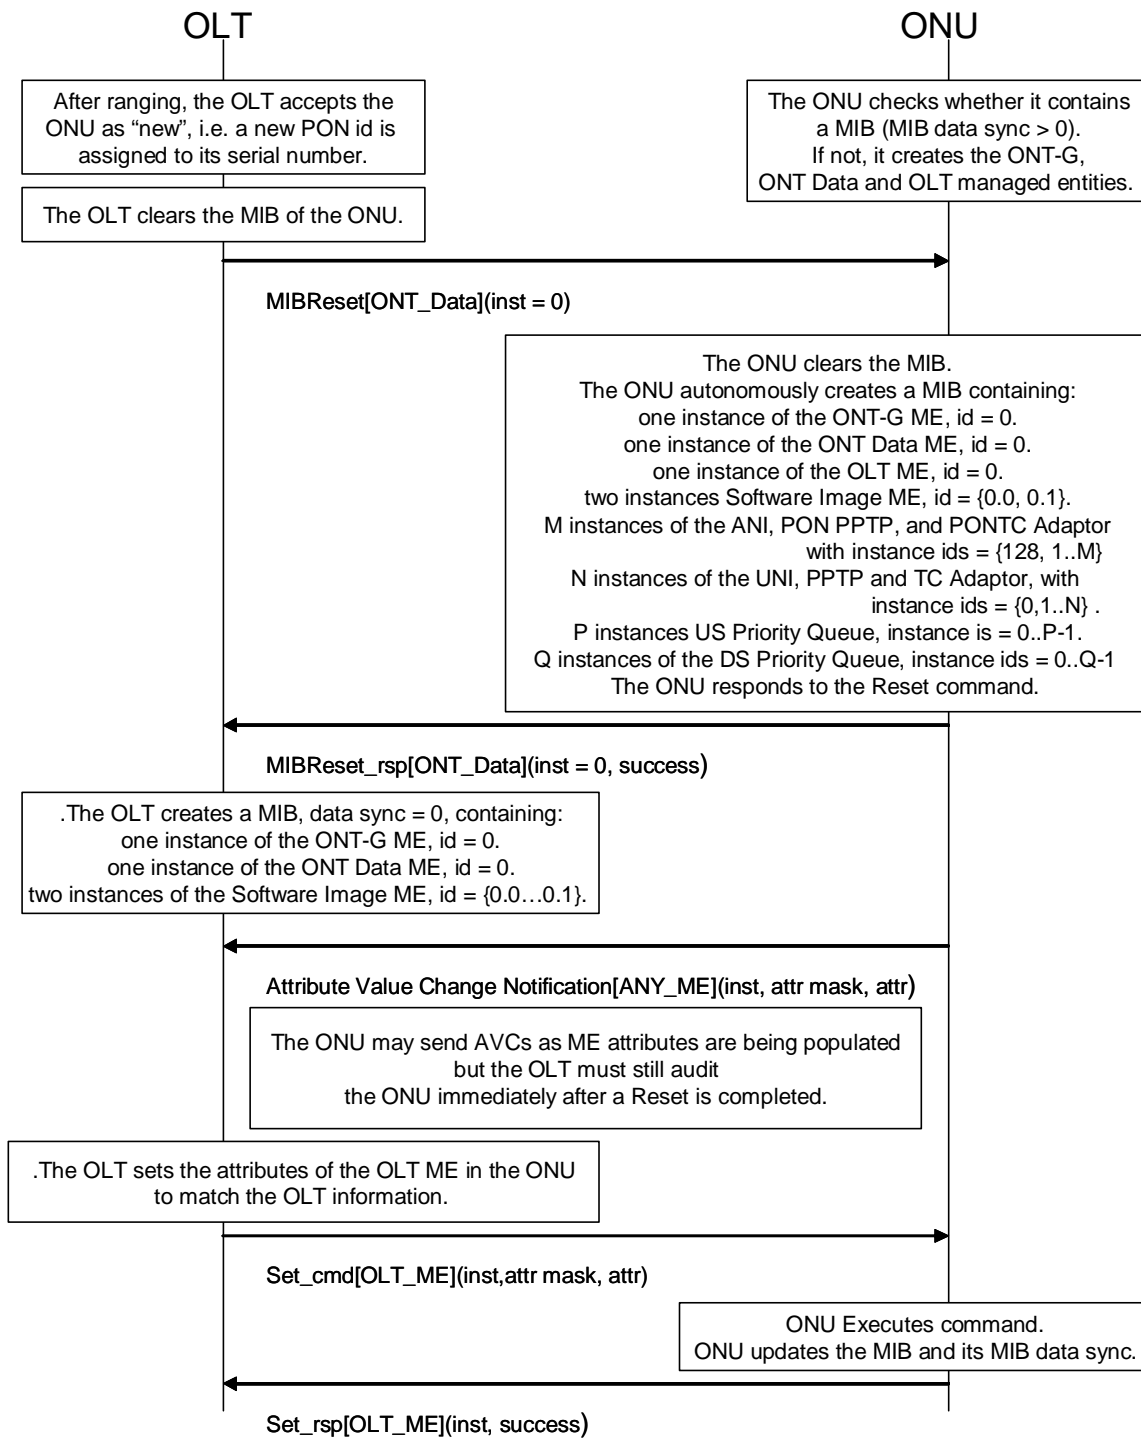 OLT
ONU
After ranging, the OLT accepts the
ONU as “new”, i.e. a new PON id is
assigned to its serial number.
The ONU checks whether it contains
a MIB (MIB data sync > 0).
If not, it creates the ONT-G,
ONT Data and OLT managed entities.
The OLT clears the MIB of the ONU.
MIBReset[ONT_Data](inst = 0)
The ONU clears the MIB.
The ONU autonomously creates a MIB containing:
one instance of the ONT-G ME, id = 0.
one instance of the ONT Data ME, id = 0.
one instance of the OLT ME, id = 0.
two instances Software Image ME, id = {0.0, 0.1}.
M instances of the ANI, PON PPTP, and PONTC Adaptor
with instance ids = {128, 1..M}
N instances of the UNI, PPTP and TC Adaptor, with
instance ids = {0,1..N} .
P instances US Priority Queue, instance is = 0..P-1.
Q instances of the DS Priority Queue, instance ids = 0..Q-1
The ONU responds to the Reset command.
MIBReset_rsp[ONT_Data](inst = 0, success)
.The OLT creates a MIB, data sync = 0, containing:
one instance of the ONT-G ME, id = 0.
one instance of the ONT Data ME, id = 0.
two instances of the Software Image ME, id = {0.0…0.1}.
Attribute Value Change Notification[ANY_ME](inst, attr mask, attr)
The ONU may send AVCs as ME attributes are being populated
but the OLT must still audit
the ONU immediately after a Reset is completed.
.The OLT sets the attributes of the OLT ME in the ONU
to match the OLT information.
Set_cmd[OLT_ME](inst,attr mask, attr)
ONU Executes command.
ONU updates the MIB and its MIB data sync.
Set_rsp[OLT_ME](inst, success)